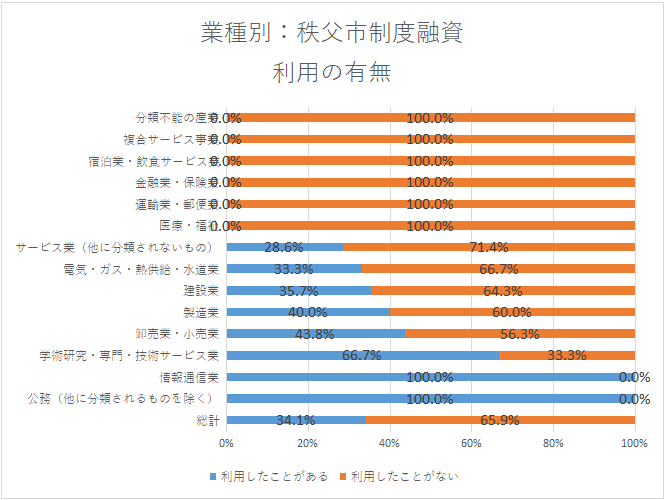 業種別：秩父市制度融資
利用の有無
分類不能の産業 0.0% 100.0%
複合サービス事業 0.0% 100.0%
宿泊業・飲食サービス業 0.0% 100.0%
金融業・保険業 0.0% 100.0%
運輸業・郵便業 0.0% 100.0%
医療・福祉 0.0% 100.0%
サービス業（他に分類されないもの） 28.6% 71.4%
電気・ガス・熱供給・水道業 33.3% 66.7%
建設業 35.7% 64.3%
製造業 40.0% 60.0%
卸売業・小売業 43.8% 56.3%
学術研究・専門・技術サービス業 66.7% 33.3%
情報通信業 100.0% 0.0%
公務（他に分類されるものを除く） 100.0% 0.0%
総計 34.1% 65.9%
0% 20% 40% 60% 80% 100%
利用したことがある 利用したことがない